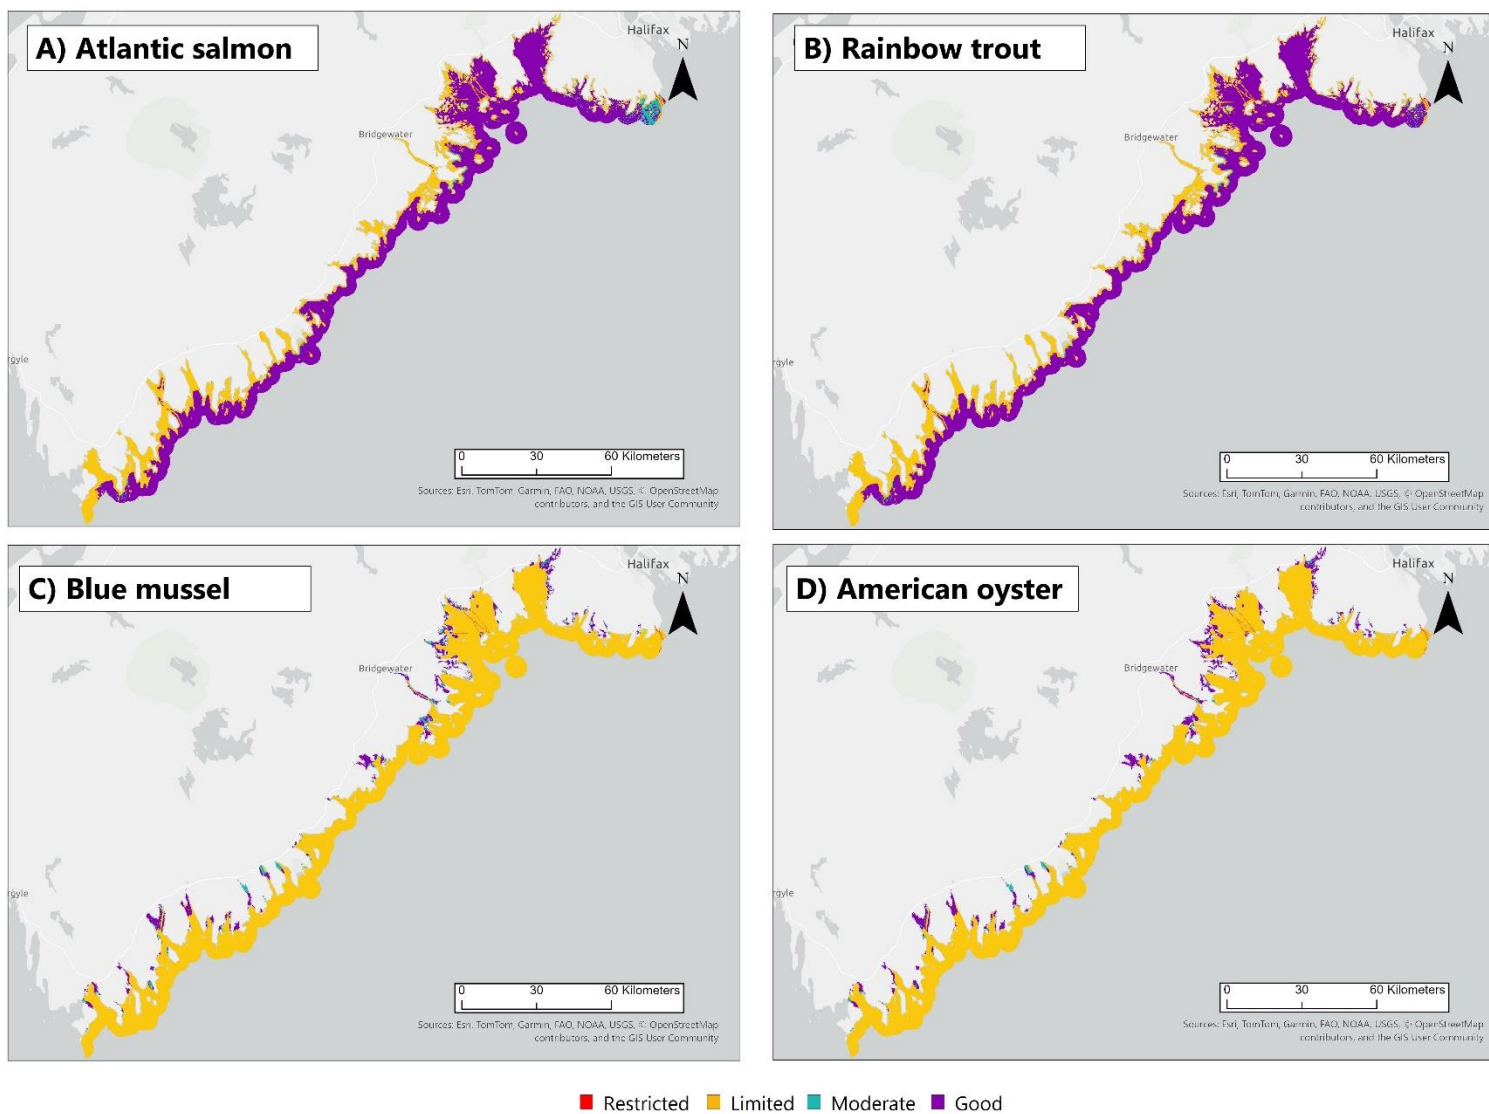 A) Atlantic salmon
Halifax
N
Bridgewater
rgyle
0 30 60 Kilometers
Sources: Esri, TomTom, Garmin, FAO, NOAA, USGS, © OpenStreetMap
contributors, and the GIS User Community
B) Rainbow trout
Halifax
N
Bridgewater
rgyle
0 30 60 Kilometers
Sources: Esri, TomTom, Garmin, FAO, NOAA, USGS, © OpenStreetMap
contributors, and the GIS User Community
C) Blue mussel
Halifax
N
Bridgewater
rgyle
0 30 60 Kilometers
Sources: Esri, TomTom, Garmin, FAO, NOAA, USGS, © OpenStreetMap
contributors, and the GIS User Community
D) American oyster
Halifax
N
Bridgewater
rgyle
0 30 60 Kilometers
Sources: Esri, TomTom, Garmin, FAO, NOAA, USGS, © OpenStreetMap
contributors, and the GIS User Community
Restricted Limited Moderate Good